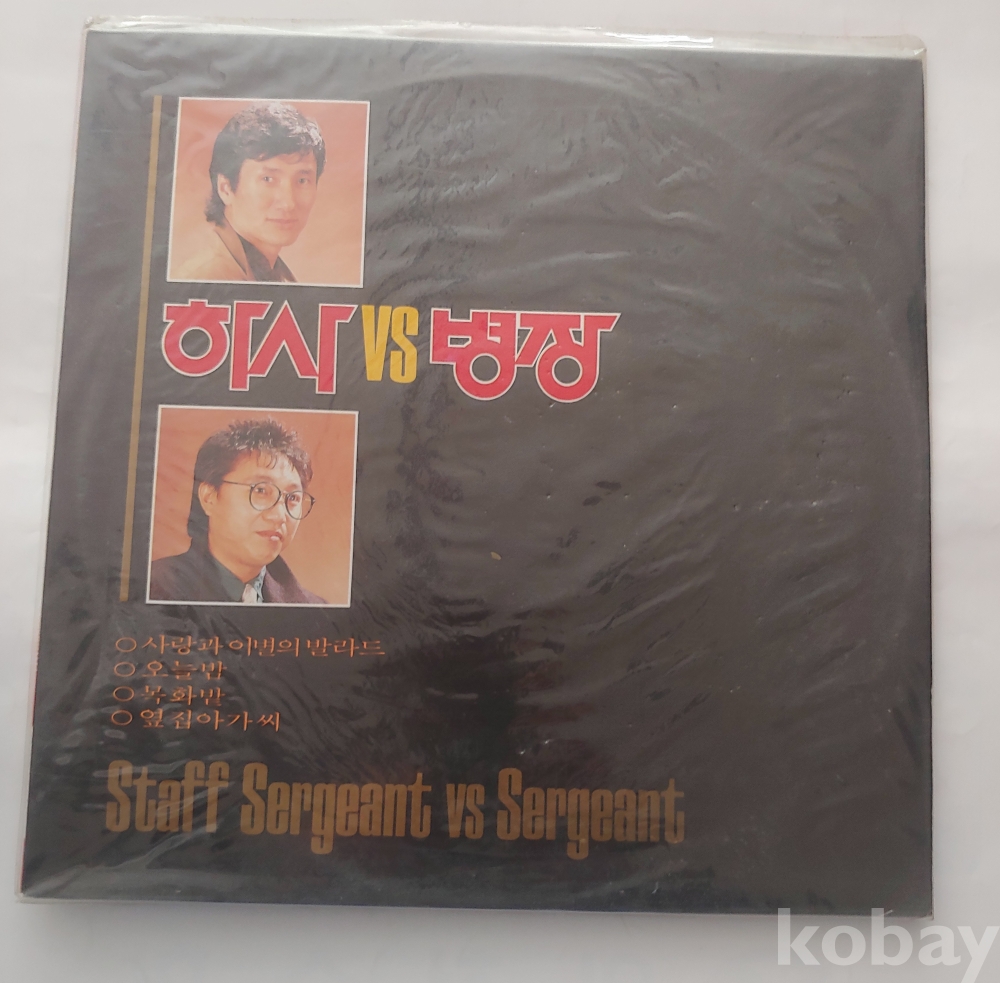 하사 VS 병장
○ 사랑과 이별의 발라드
○ 오늘밤
○ 목화밭
○ 옆집아가씨
Staff Sergeant vs Sergeant
kobay